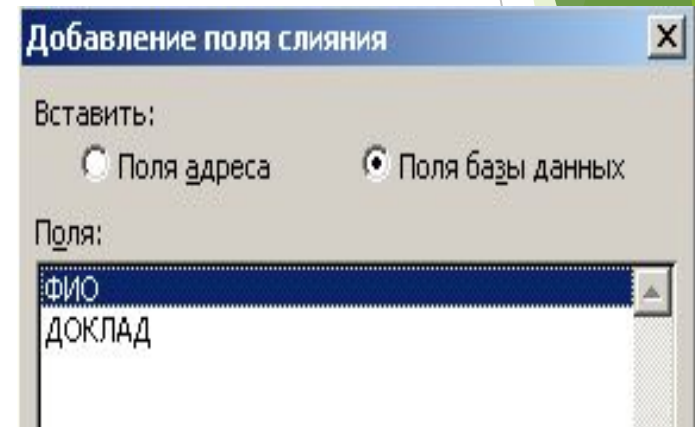 Добавление поля слияния
Вставить:
Поля адреса Поля базы данных
Поля:
ФИО
ДОКЛАД